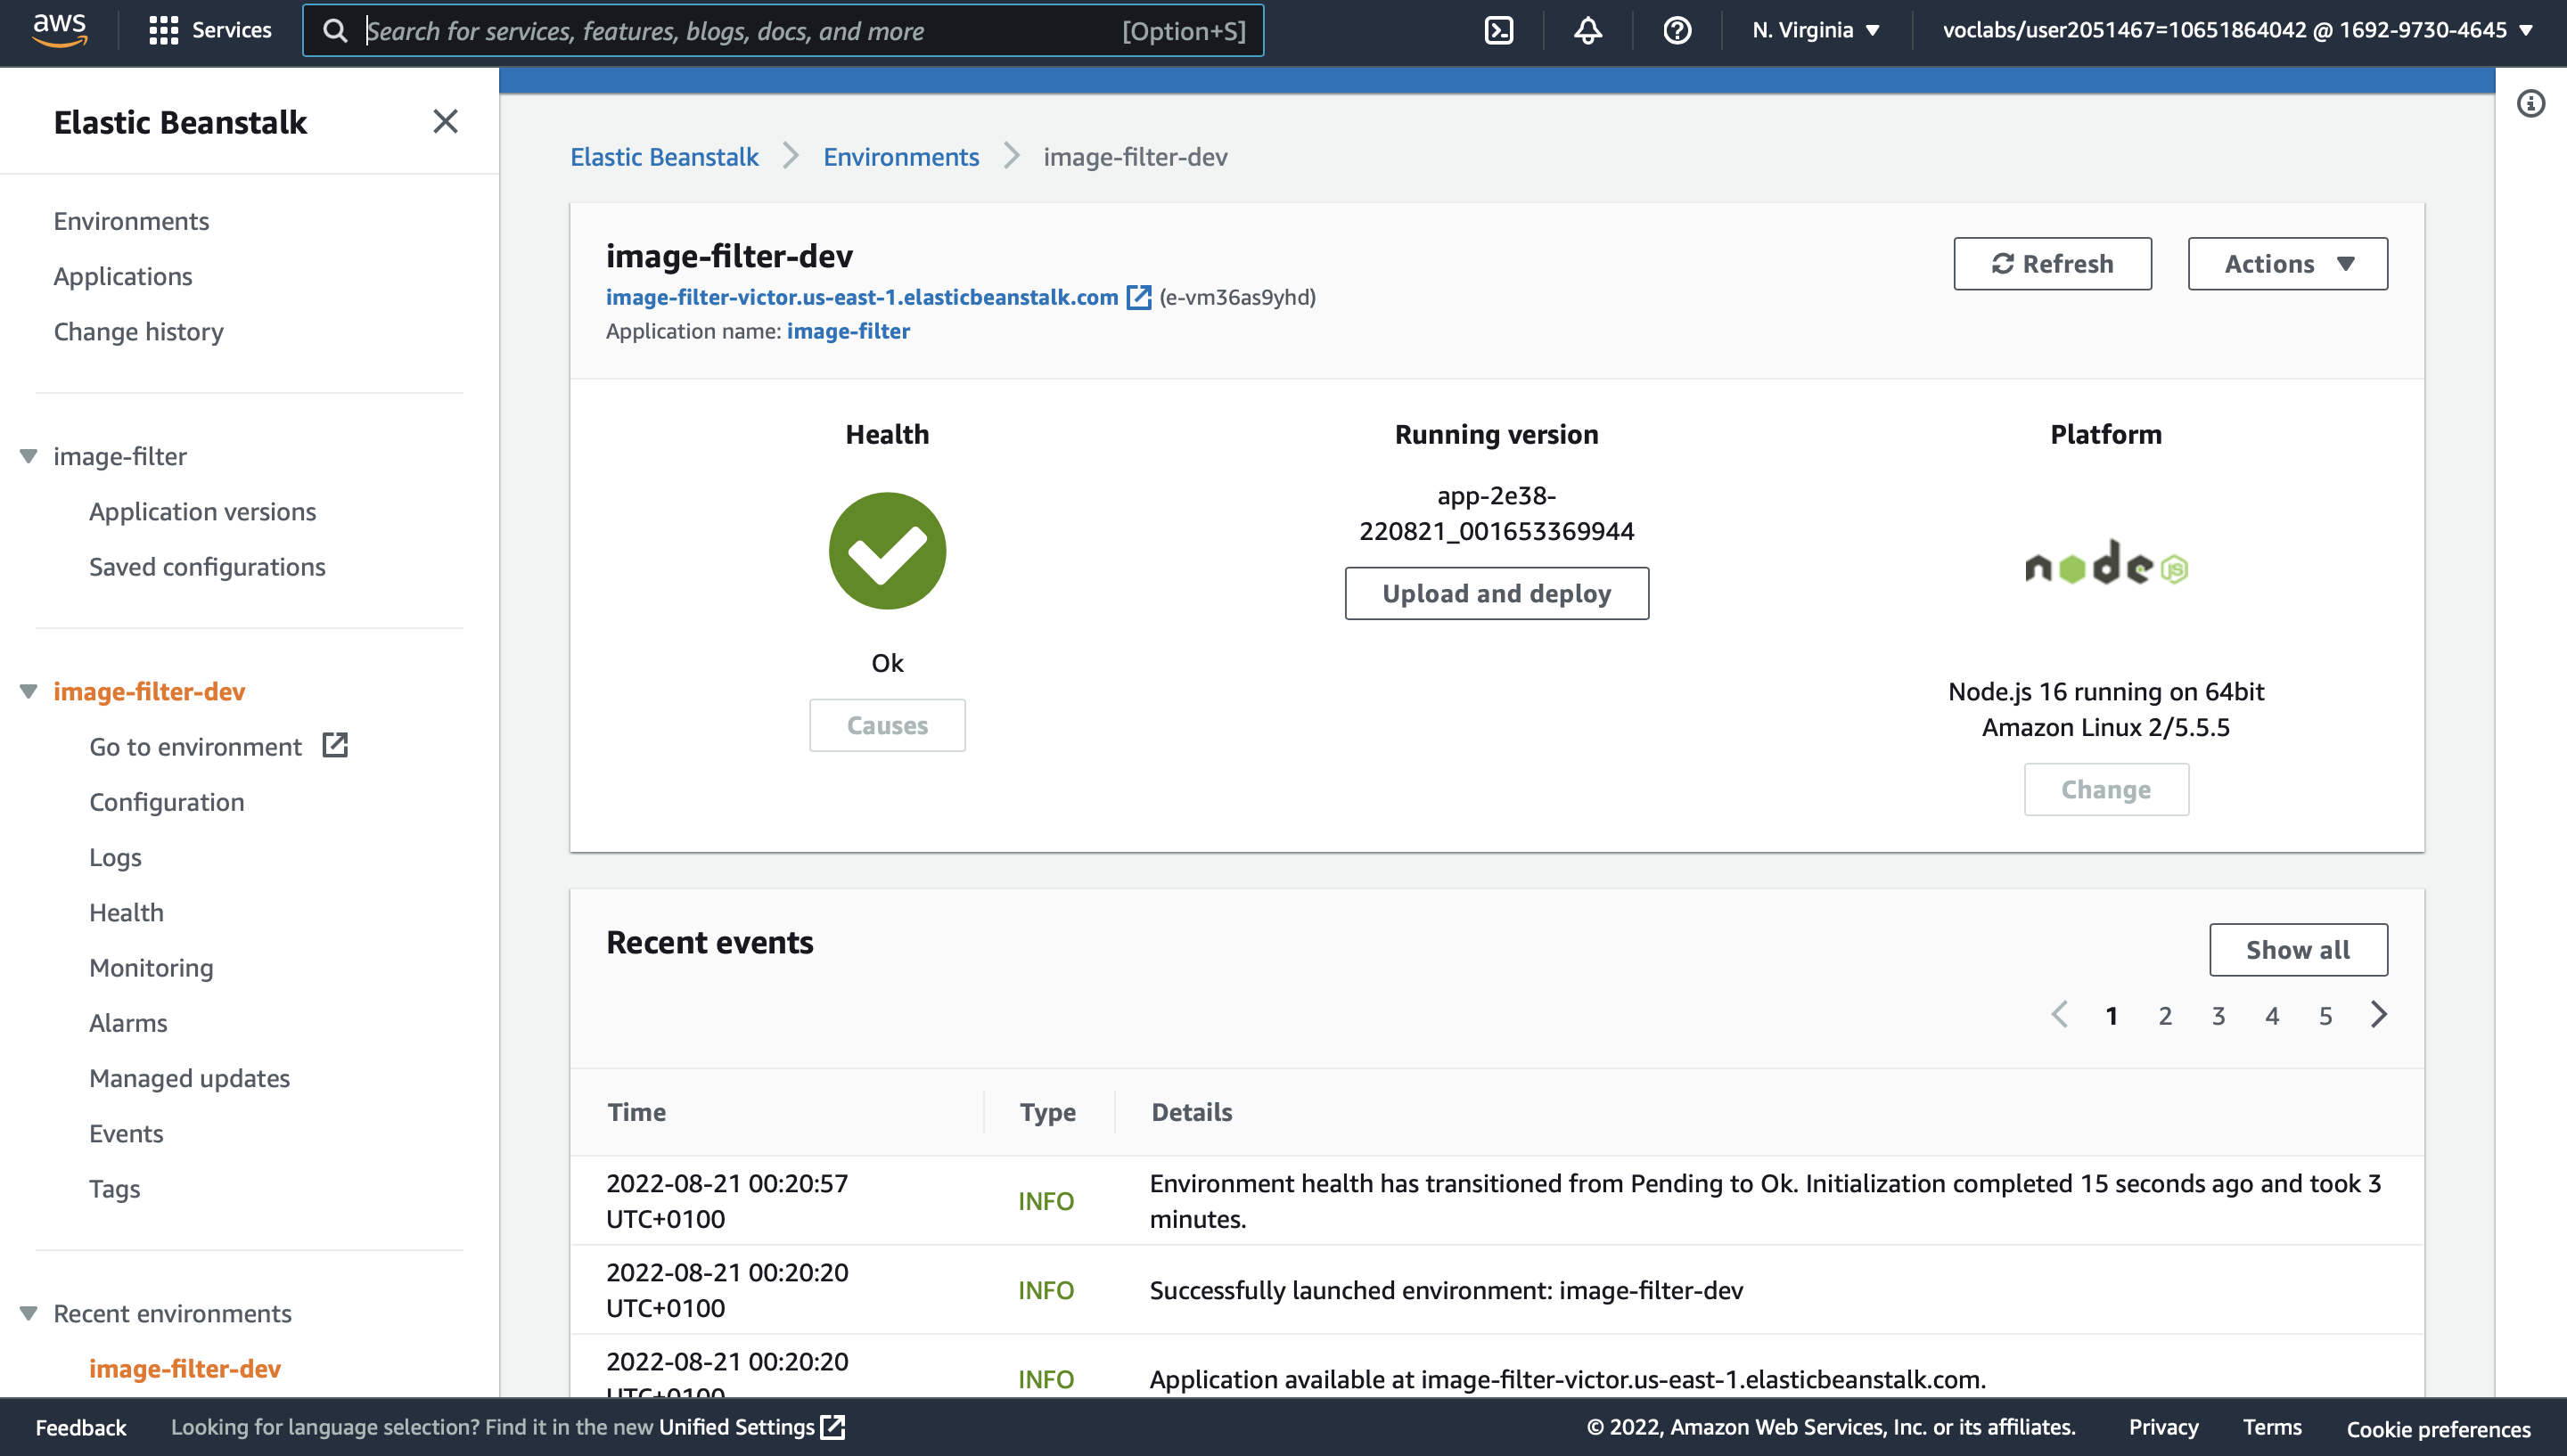 aws
Services
Search for services, features, blogs, docs, and more
[Option+S]
N. Virginia
voclabs/user2051467=10651864042 @ 1692-9730-4645
Elastic Beanstalk
Environments
Applications
Change history
image-filter
Application versions
Saved configurations
image-filter-dev
Go to environment
Configuration
Logs
Health
Monitoring
Alarms
Managed updates
Events
Tags
Recent environments
image-filter-dev
Elastic Beanstalk
Environments
image-filter-dev
image-filter-dev
image-filter-victor.us-east-1.elasticbeanstalk.com (e-vm36as9yhd)
Application name: image-filter
Refresh
Actions
Health
Ok
Causes
Running version
app-2e38-
220821_001653369944
Upload and deploy
Platform
node JS
Node.js 16 running on 64bit
Amazon Linux 2/5.5.5
Change
Recent events
Show all
1 2 3 4 5
Time Type Details
2022-08-21 00:20:57
UTC+0100
INFO
Environment health has transitioned from Pending to Ok. Initialization completed 15 seconds ago and took 3
minutes.
2022-08-21 00:20:20
UTC+0100
INFO
Successfully launched environment: image-filter-dev
2022-08-21 00:20:20
UTC+0100
INFO
Application available at image-filter-victor.us-east-1.elasticbeanstalk.com.
Feedback
Looking for language selection? Find it in the new Unified Settings
© 2022, Amazon Web Services, Inc. or its affiliates.
Privacy
Terms
Cookie preferences